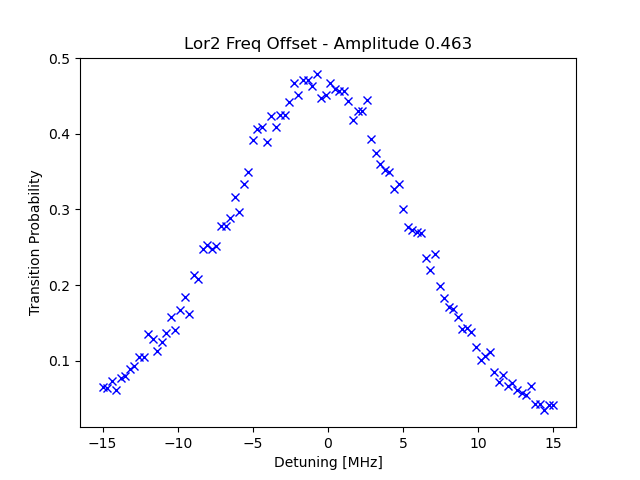 Lor2 Freq Offset - Amplitude 0.463
0.5
0.4
0.3
0.2
0.1
Transition Probability
−15 −10 −5 0 5 10 15
Detuning [MHz]